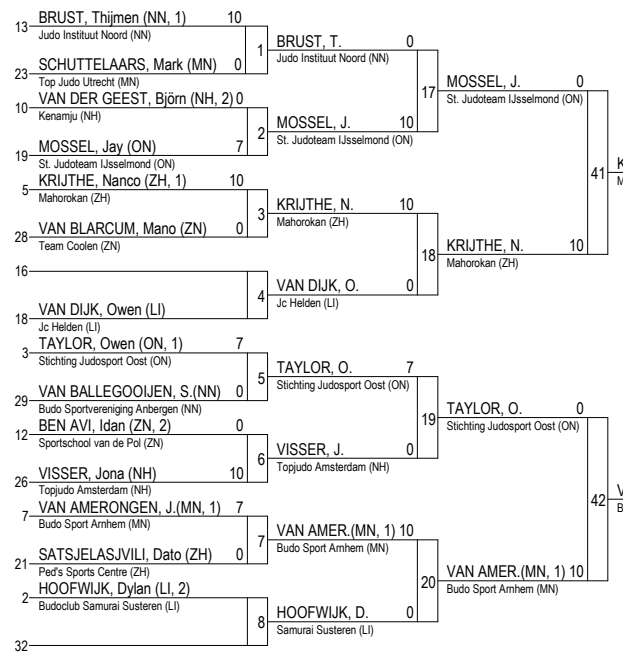 13 BRUST, Thijmen (NN, 1) 10
Judo Instituut Noord (NN)
1
23 SCHUTTELAARS, Mark (MN) 0
Top Judo Utrecht (MN)
10 VAN DER GEEST, Björn (NH, 2) 0
Kenamju (NH)
2
19 MOSSEL, Jay (ON) 7
St. Judoteam IJsselmond (ON)
5 KRIJTHE, Nanco (ZH, 1) 10
Mahorokan (ZH)
3
28 VAN BLARCUM, Mano (ZN) 0
Team Coolen (ZN)
16
4
18 VAN DIJK, Owen (LI)
Jc Helden (LI)
3 TAYLOR, Owen (ON, 1) 7
Stichting Judosport Oost (ON)
5
29 VAN BALLEGOOIJEN, S.(NN) 0
Budo Sportvereniging Anbergen (NN)
12 BEN AVI, Idan (ZN, 2) 0
Sportschool van de Pol (ZN)
6
26 VISSER, Jona (NH) 10
Topjudo Amsterdam (NH)
7 VAN AMERONGEN, J.(MN, 1) 7
Budo Sport Arnhem (MN)
7
21 SATSJELASJVILI, Dato (ZH) 0
Ped's Sports Centre (ZH)
2 HOOFWIJK, Dylan (LI, 2)
Budoclub Samurai Susteren (LI)
8
32
BRUST, T. 0
Judo Instituut Noord (NN)
17
MOSSEL, J. 10
St. Judoteam IJsselmond (ON)
KRIJTHE, N. 10
Mahorokan (ZH)
18
VAN DIJK, O. 0
Jc Helden (LI)
TAYLOR, O. 7
Stichting Judosport Oost (ON)
19
VISSER, J. 0
Topjudo Amsterdam (NH)
VAN AMER.(MN, 1) 10
Budo Sport Arnhem (MN)
20
HOOFWIJK, D. 0
Samurai Susteren (LI)
MOSSEL, J. 0
St. Judoteam IJsselmond (ON)
41
KRIJTHE, N. 10
Mahorokan (ZH)
TAYLOR, O. 0
Stichting Judosport Oost (ON)
42
VAN AMER.(MN, 1) 10
Budo Sport Arnhem (MN)